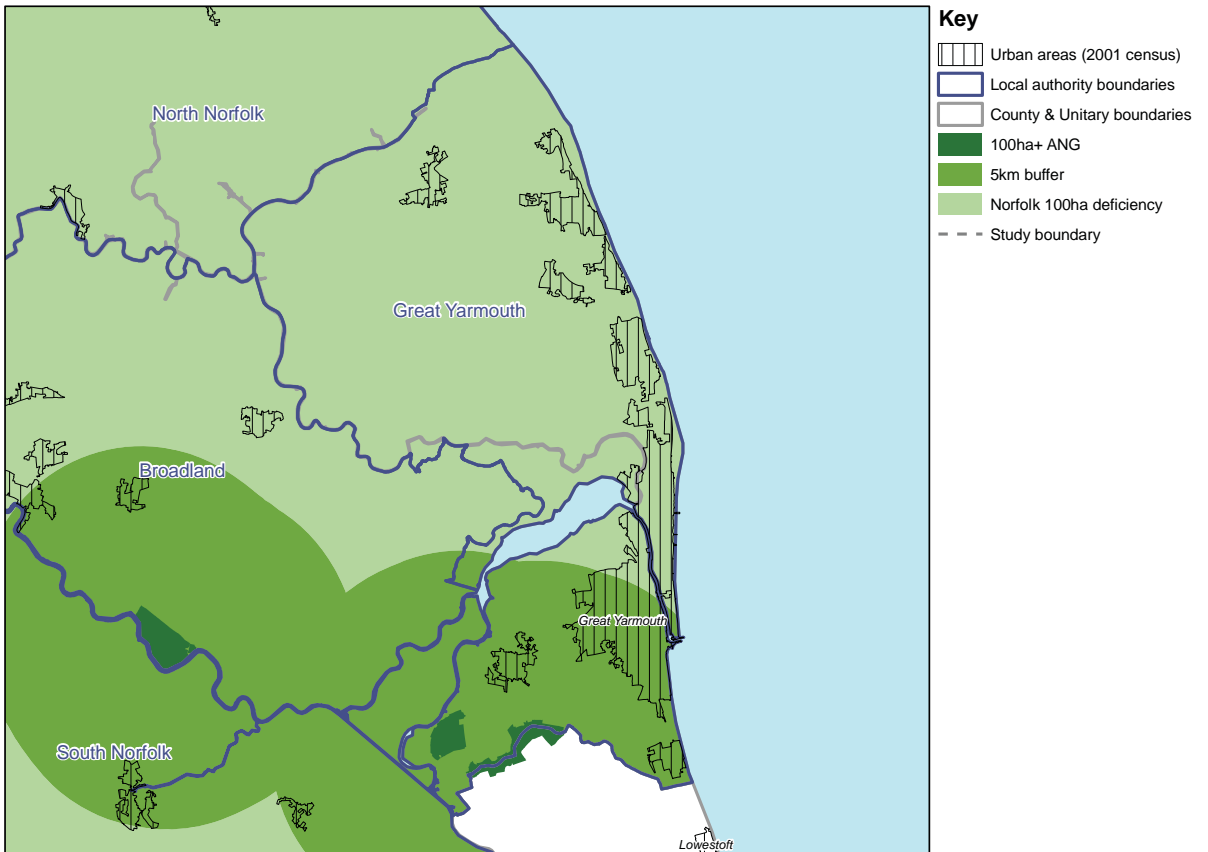 North Norfolk
Great Yarmouth
Broadland
Great Yarmouth
South Norfolk
Lowestoft
Key
Urban areas (2001 census)
Local authority boundaries
County & Unitary boundaries
100ha+ ANG
5km buffer
Norfolk 100ha deficiency
Study boundary